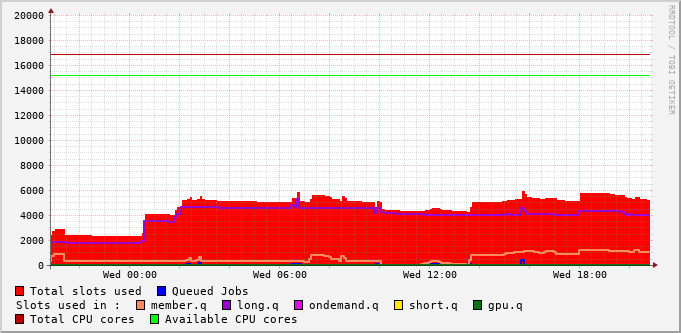 20000
18000
16000
14000
12000
10000
8000
6000
4000
2000
0
Wed 00:00 Wed 06:00 Wed 12:00 Wed 18:00
Total slots used Queued Jobs
Slots used in : member.q long.q ondemand.q short.q gpu.q
Total CPU cores Available CPU cores
RRDTOOL / TOBI OETIKER